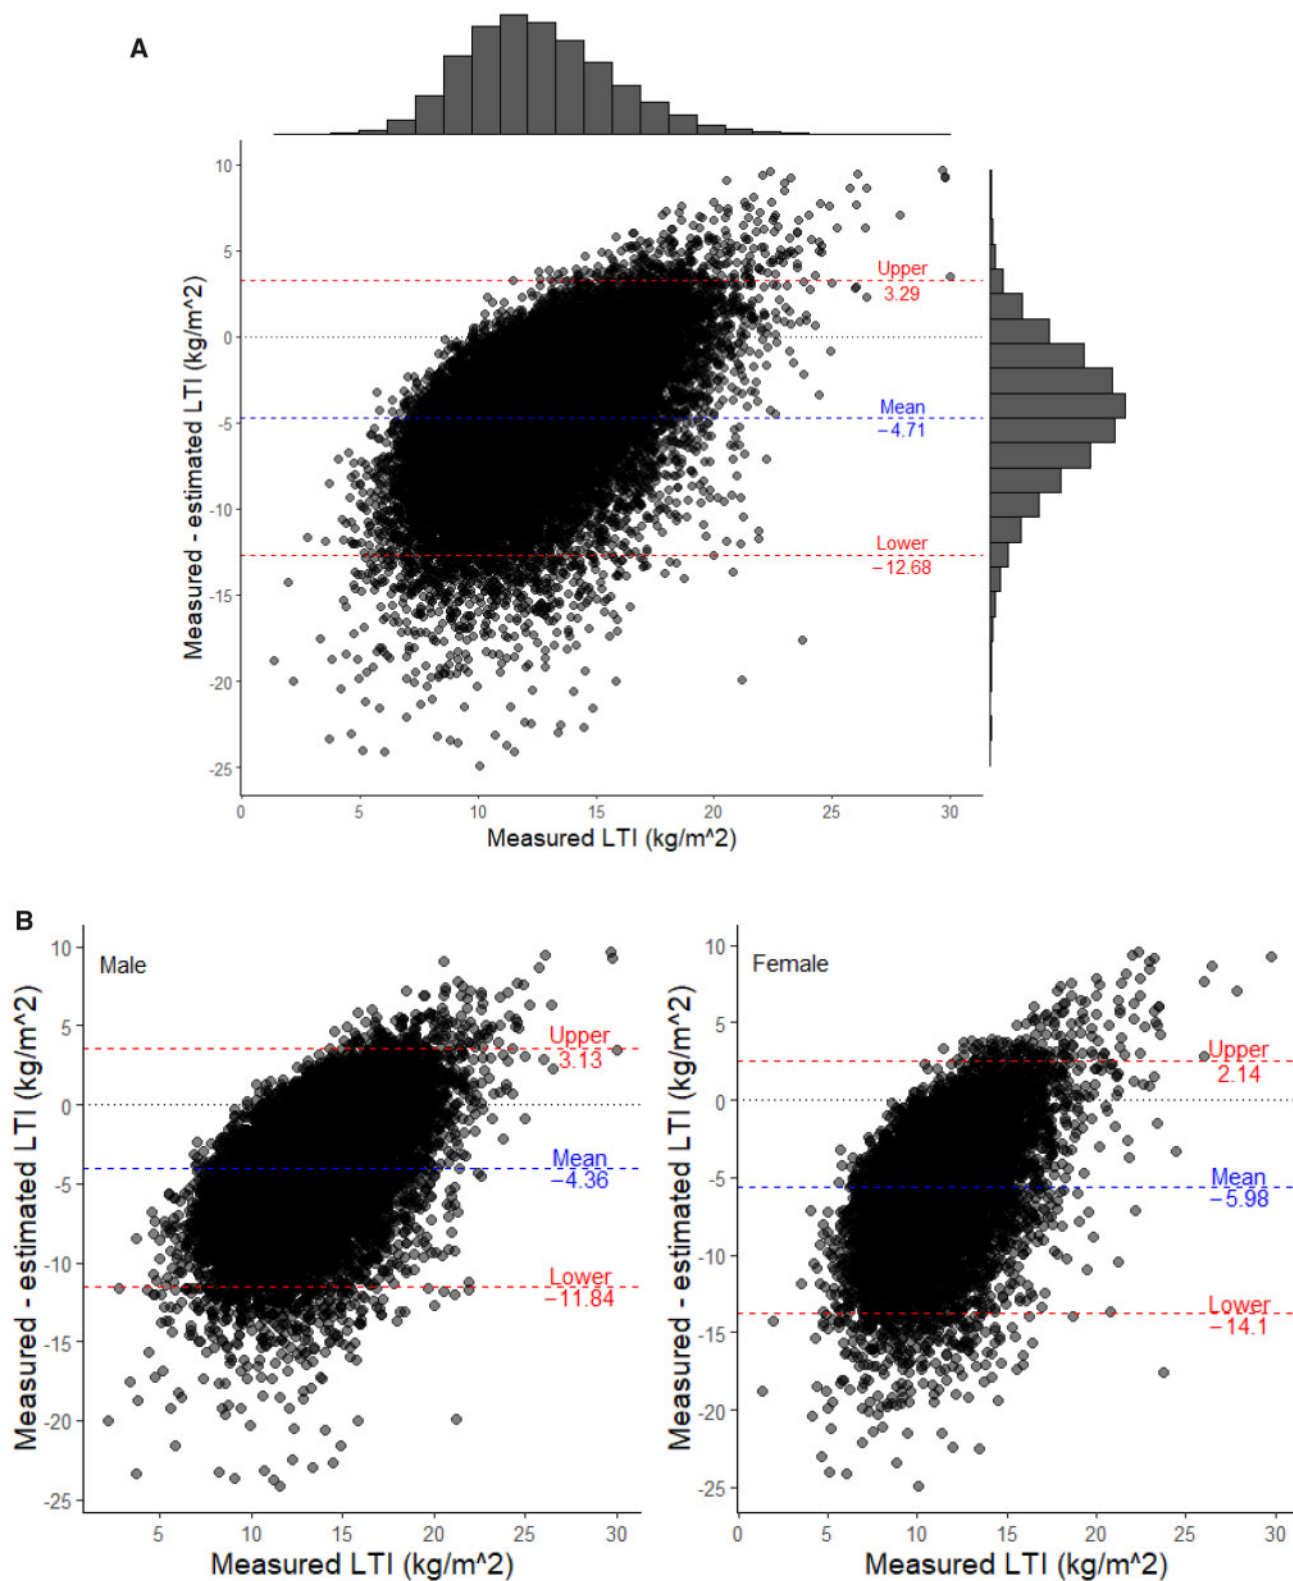 A
10
5
0
-5
-10
-15
-20
-25
Measured - estimated LTI (kg/m^2)
Upper
3.29
Mean
−4.71
Lower
−12.68
0
5
10
15
20
25
30
Measured LTI (kg/m^2)
B
Male
10
5
0
-5
-10
-15
-20
-25
Measured - estimated LTI (kg/m^2)
Upper
3.13
Mean
−4.36
Lower
−11.84
5
10
15
20
25
30
Measured LTI (kg/m^2)
Female
10
5
0
-5
-10
-15
-20
-25
Measured - estimated LTI (kg/m^2)
Upper
2.14
Mean
−5.98
Lower
−14.1
0
5
10
15
20
25
30
Measured LTI (kg/m^2)